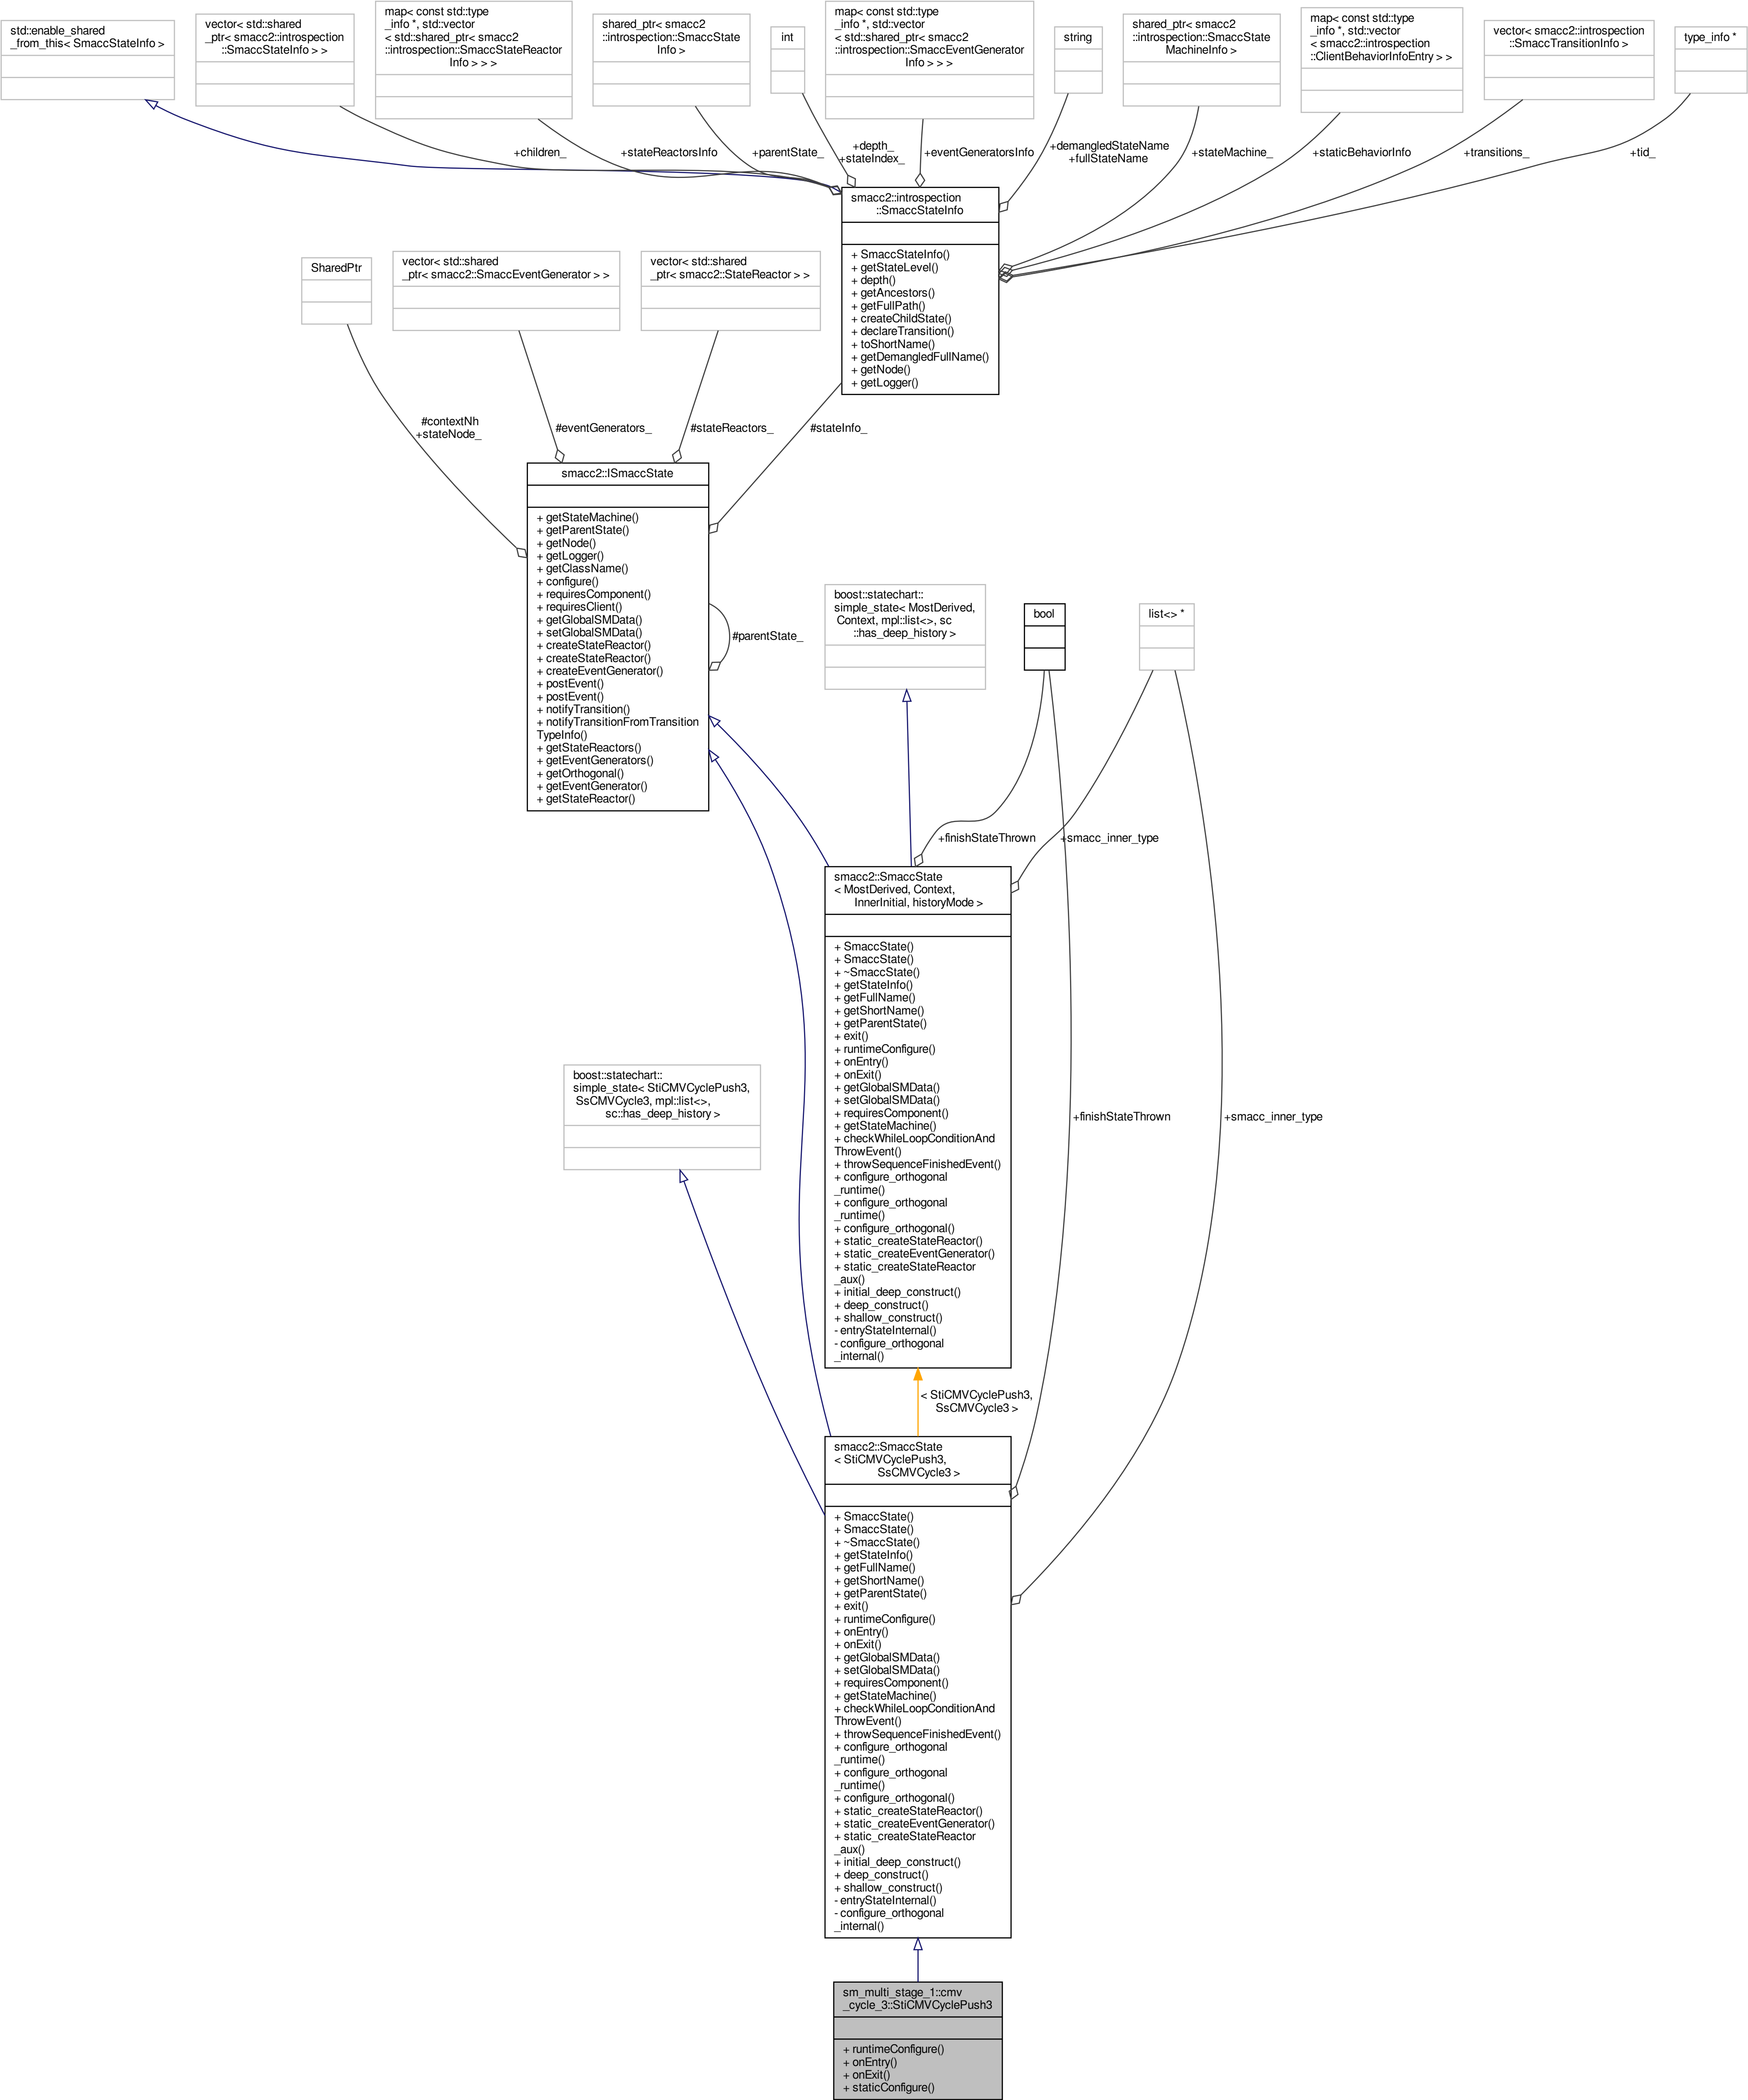 std::enable_shared
_from_this< SmaccStateInfo >
vector< std::shared
_ptr< smacc2::introspection
::SmaccStateInfo > >
map< const std::type
_info *, std::vector
< std::shared_ptr< smacc2
::introspection::SmaccStateReactor
Info > > >
shared_ptr< smacc2
::introspection::SmaccState
Info >
int
map< const std::type
_info *, std::vector
< std::shared_ptr< smacc2
::introspection::SmaccEventGenerator
Info > > >
string
shared_ptr< smacc2
::introspection::SmaccState
MachineInfo >
map< const std::type
_info *, std::vector
< smacc2::introspection
::ClientBehaviorInfoEntry > >
vector< smacc2::introspection
::SmaccTransitionInfo >
type_info *
+children_
+stateReactorsInfo
+parentState_
+depth_
+stateIndex_
+eventGeneratorsInfo
+demangledStateName
+fullStateName
+stateMachine_
+staticBehaviorInfo
+transitions_
+tid_
smacc2::introspection
::SmaccStateInfo
+ SmaccStateInfo()
+ getStateLevel()
+ depth()
+ getAncestors()
+ getFullPath()
+ createChildState()
+ declareTransition()
+ toShortName()
+ getDemangledFullName()
+ getNode()
+ getLogger()
SharedPtr
vector< std::shared
_ptr< smacc2::SmaccEventGenerator > >
vector< std::shared
_ptr< smacc2::StateReactor > >
#contextNh
+stateNode_
#eventGenerators_
#stateReactors_
#stateInfo_
smacc2::ISmaccState
+ getStateMachine()
+ getParentState()
+ getNode()
+ getLogger()
+ getClassName()
+ configure()
+ requiresComponent()
+ requiresClient()
+ getGlobalSMData()
+ setGlobalSMData()
+ createStateReactor()
+ createStateReactor()
+ createEventGenerator()
+ postEvent()
+ postEvent()
+ notifyTransition()
+ notifyTransitionFromTransition
TypeInfo()
+ getStateReactors()
+ getEventGenerators()
+ getOrthogonal()
+ getEventGenerator()
+ getStateReactor()
#parentState_
boost::statechart::
simple_state< MostDerived,
Context, mpl::list<>, sc
::has_deep_history >
bool
list<> *
+finishStateThrown
+smacc_inner_type
smacc2::SmaccState
< MostDerived, Context,
InnerInitial, historyMode >
+ SmaccState()
+ SmaccState()
+ ~SmaccState()
+ getStateInfo()
+ getFullName()
+ getShortName()
+ getParentState()
+ exit()
+ runtimeConfigure()
+ onEntry()
+ onExit()
+ getGlobalSMData()
+ setGlobalSMData()
+ requiresComponent()
+ getStateMachine()
+ checkWhileLoopConditionAnd
ThrowEvent()
+ throwSequenceFinishedEvent()
+ configure_orthogonal
_runtime()
+ configure_orthogonal
_runtime()
+ configure_orthogonal()
+ static_createStateReactor()
+ static_createEventGenerator()
+ static_createStateReactor
_aux()
+ initial_deep_construct()
+ deep_construct()
+ shallow_construct()
- entryStateInternal()
- configure_orthogonal
_internal()
boost::statechart::
simple_state< StiCMVCyclePush3,
SsCMVCycle3, mpl::list<>,
sc::has_deep_history >
+finishStateThrown
+smacc_inner_type
< StiCMVCyclePush3,
SsCMVCycle3 >
smacc2::SmaccState
< StiCMVCyclePush3,
SsCMVCycle3 >
+ SmaccState()
+ SmaccState()
+ ~SmaccState()
+ getStateInfo()
+ getFullName()
+ getShortName()
+ getParentState()
+ exit()
+ runtimeConfigure()
+ onEntry()
+ onExit()
+ getGlobalSMData()
+ setGlobalSMData()
+ requiresComponent()
+ getStateMachine()
+ checkWhileLoopConditionAnd
ThrowEvent()
+ throwSequenceFinishedEvent()
+ configure_orthogonal
_runtime()
+ configure_orthogonal
_runtime()
+ configure_orthogonal()
+ static_createStateReactor()
+ static_createEventGenerator()
+ static_createStateReactor
_aux()
+ initial_deep_construct()
+ deep_construct()
+ shallow_construct()
- entryStateInternal()
- configure_orthogonal
_internal()
sm_multi_stage_1::cmv
_cycle_3::StiCMVCyclePush3
+ runtimeConfigure()
+ onEntry()
+ onExit()
+ staticConfigure()